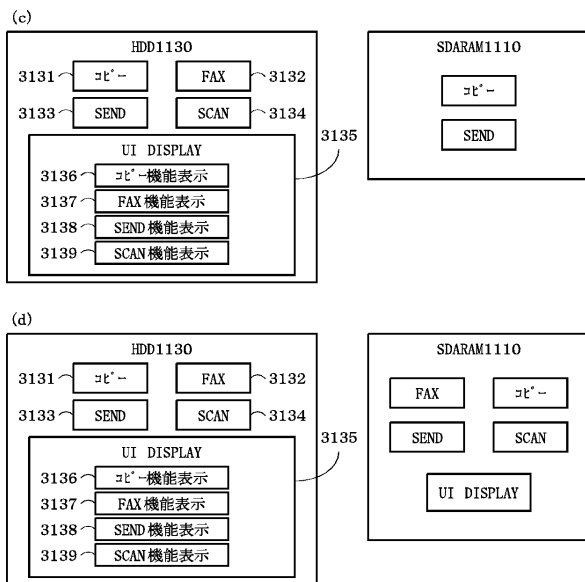 (c)
HDD1130
SDARAM1110
3131
コピー
FAX
3132
コピー
3133
SEND
SCAN
3134
SEND
UI DISPLAY
3135
3136
コピー機能表示
3137
FAX機能表示
3138
SEND機能表示
3139
SCAN機能表示
(d)
HDD1130
SDARAM1110
3131
コピー
FAX
3132
FAX
コピー
3133
SEND
SCAN
3134
SEND
SCAN
UI DISPLAY
3135
3136
コピー機能表示
UI DISPLAY
3137
FAX機能表示
3138
SEND機能表示
3139
SCAN機能表示